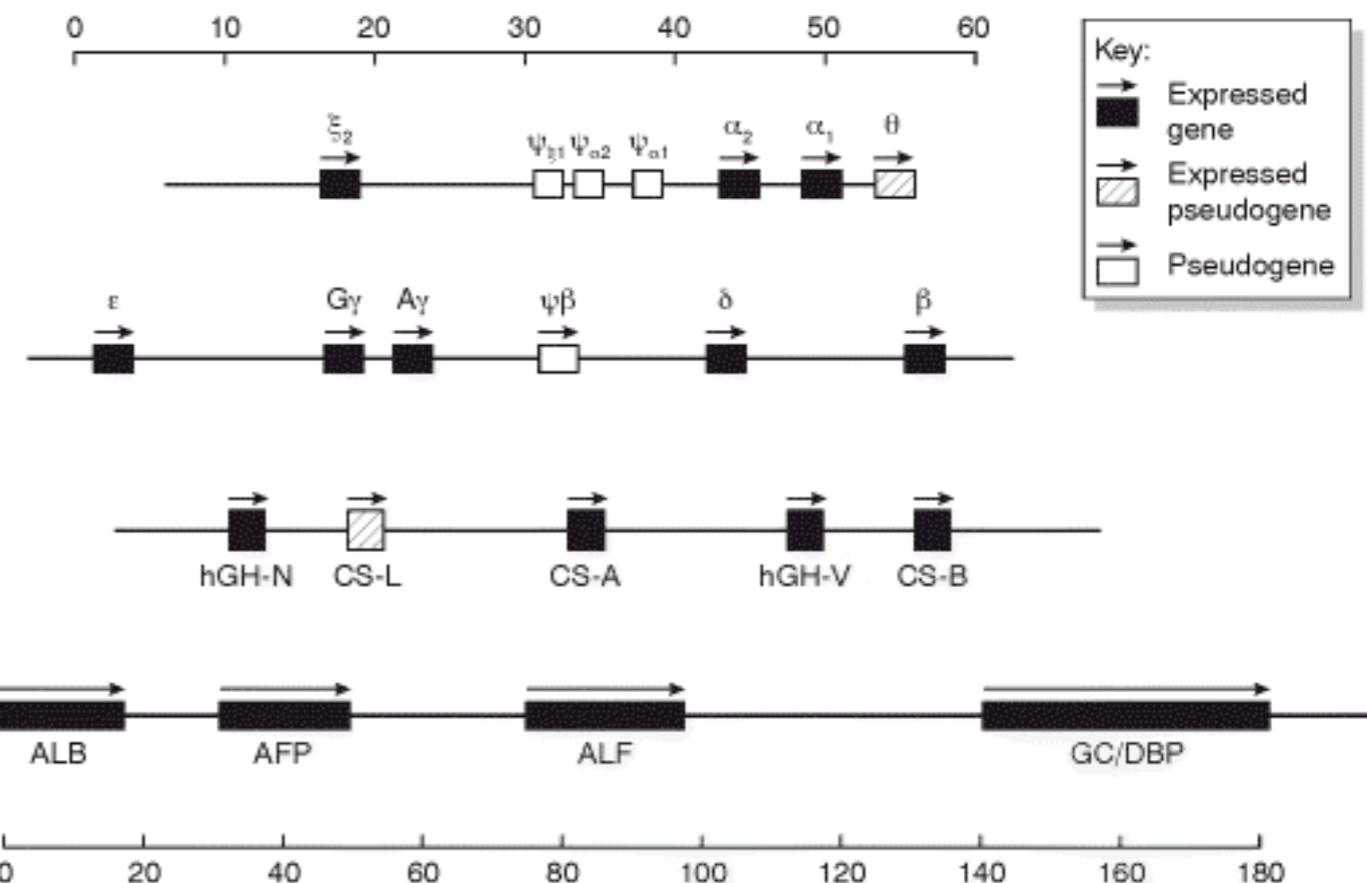 0 10 20 30 40 50 60
Key:
Expressed
gene
Expressed
pseudogene
Pseudogene
ξ2 ψξ1 ψα2 ψα1 α2 α1 θ
ε Gγ Aγ ψβ δ β
hGH-N CS-L CS-A hGH-V CS-B
ALB AFP ALF GC/DBP
0 20 40 60 80 100 120 140 160 180